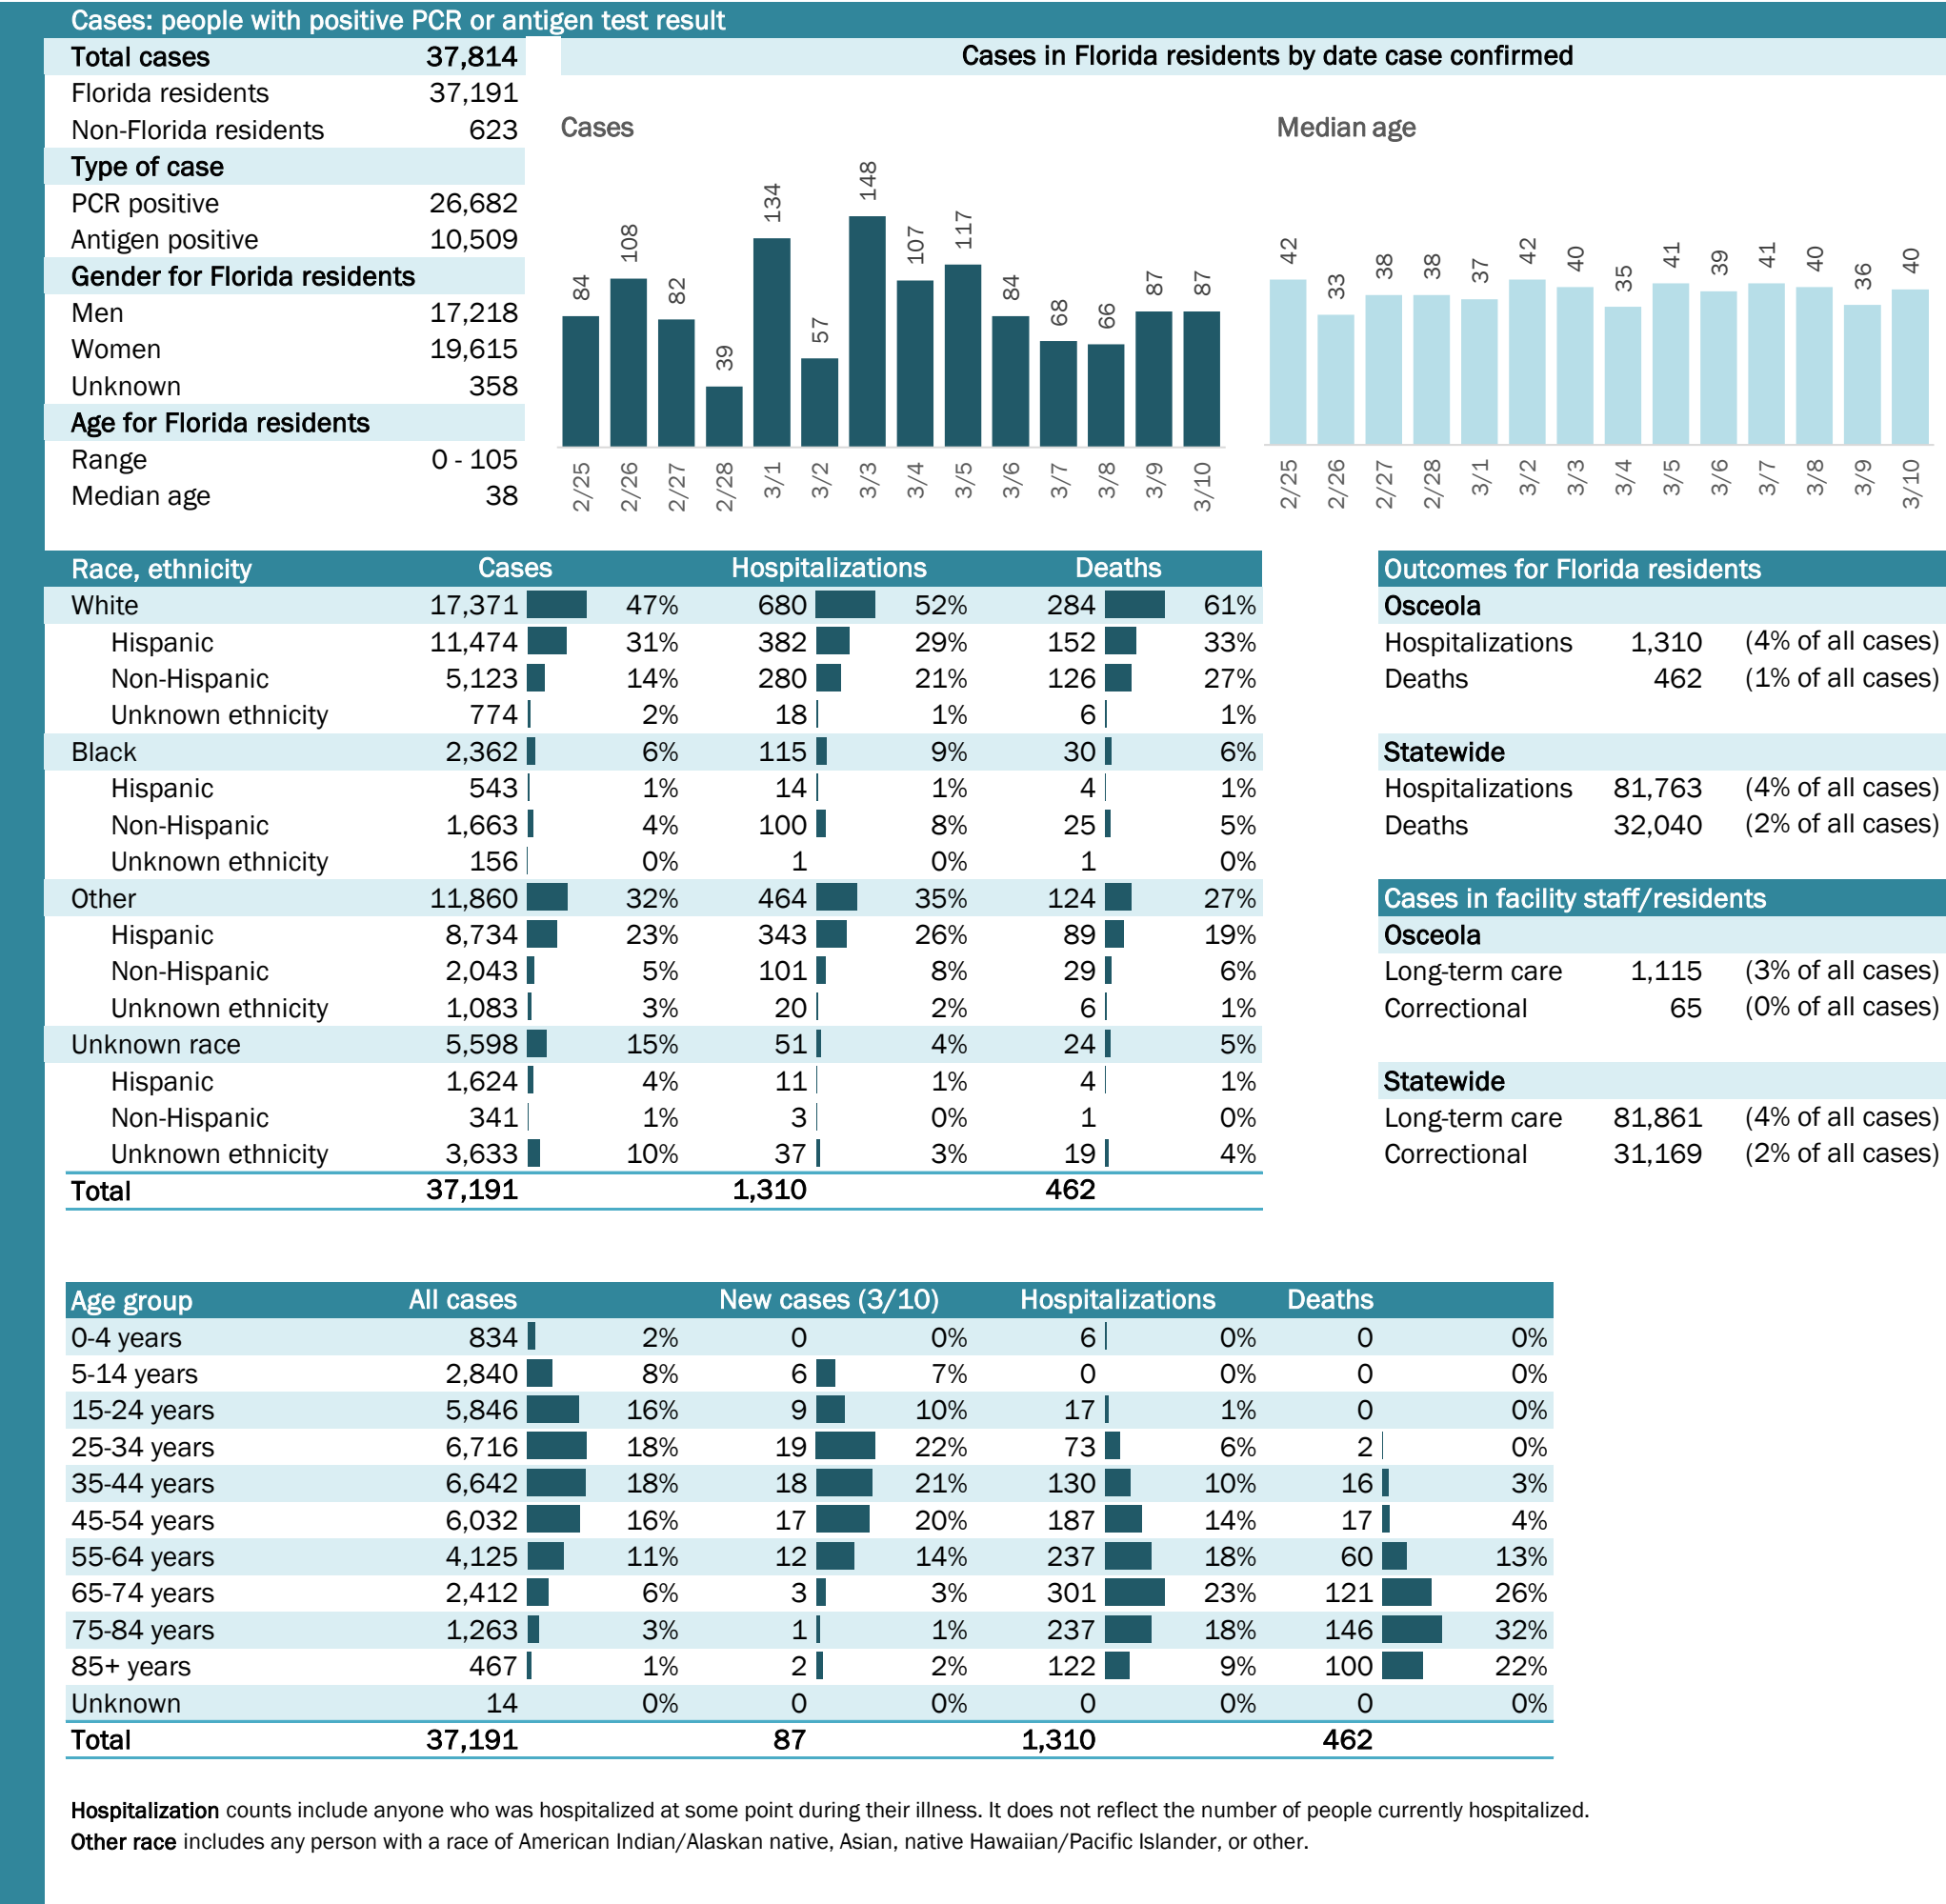 Cases: people with positive PCR or antigen test result
Total cases 37,814
Florida residents 37,191
Non-Florida residents 623
Type of case
PCR positive 26,682
Antigen positive 10,509
Gender for Florida residents
Men 17,218
Women 19,615
Unknown 358
Age for Florida residents
Range 0 - 105
Median age 38
Cases in Florida residents by date case confirmed
Cases
84 108 82 39 134 57 148 107 117 84 68 66 87 87
2/25 2/26 2/27 2/28 3/1 3/2 3/3 3/4 3/5 3/6 3/7 3/8 3/9 3/10
Median age
42 33 38 38 37 42 40 35 41 39 41 40 36 40
2/25 2/26 2/27 2/28 3/1 3/2 3/3 3/4 3/5 3/6 3/7 3/8 3/9 3/10
Race, ethnicity Cases Hospitalizations Deaths
White 17,371 47% 680 52% 284 61%
Hispanic 11,474 31% 382 29% 152 33%
Non-Hispanic 5,123 14% 280 21% 126 27%
Unknown ethnicity 774 2% 18 1% 6 1%
Black 2,362 6% 115 9% 30 6%
Hispanic 543 1% 14 1% 4 1%
Non-Hispanic 1,663 4% 100 8% 25 5%
Unknown ethnicity 156 0% 1 0% 1 0%
Other 11,860 32% 464 35% 124 27%
Hispanic 8,734 23% 343 26% 89 19%
Non-Hispanic 2,043 5% 101 8% 29 6%
Unknown ethnicity 1,083 3% 20 2% 6 1%
Unknown race 5,598 15% 51 4% 24 5%
Hispanic 1,624 4% 11 1% 4 1%
Non-Hispanic 341 1% 3 0% 1 0%
Unknown ethnicity 3,633 10% 37 3% 19 4%
Total 37,191 1,310 462
Outcomes for Florida residents
Osceola
Hospitalizations 1,310 (4% of all cases)
Deaths 462 (1% of all cases)
Statewide
Hospitalizations 81,763 (4% of all cases)
Deaths 32,040 (2% of all cases)
Cases in facility staff/residents
Osceola
Long-term care 1,115 (3% of all cases)
Correctional 65 (0% of all cases)
Statewide
Long-term care 81,861 (4% of all cases)
Correctional 31,169 (2% of all cases)
Age group All cases New cases (3/10) Hospitalizations Deaths
0-4 years 834 2% 0 0% 6 0% 0 0%
5-14 years 2,840 8% 6 7% 0 0% 0 0%
15-24 years 5,846 16% 9 10% 17 1% 0 0%
25-34 years 6,716 18% 19 22% 73 6% 2 0%
35-44 years 6,642 18% 18 21% 130 10% 16 3%
45-54 years 6,032 16% 17 20% 187 14% 17 4%
55-64 years 4,125 11% 12 14% 237 18% 60 13%
65-74 years 2,412 6% 3 3% 301 23% 121 26%
75-84 years 1,263 3% 1 1% 237 18% 146 32%
85+ years 467 1% 2 2% 122 9% 100 22%
Unknown 14 0% 0 0% 0 0% 0 0%
Total 37,191 87 1,310 462
Hospitalization counts include anyone who was hospitalized at some point during their illness. It does not reflect the number of people currently hospitalized.
Other race includes any person with a race of American Indian/Alaskan native, Asian, native Hawaiian/Pacific Islander, or other.